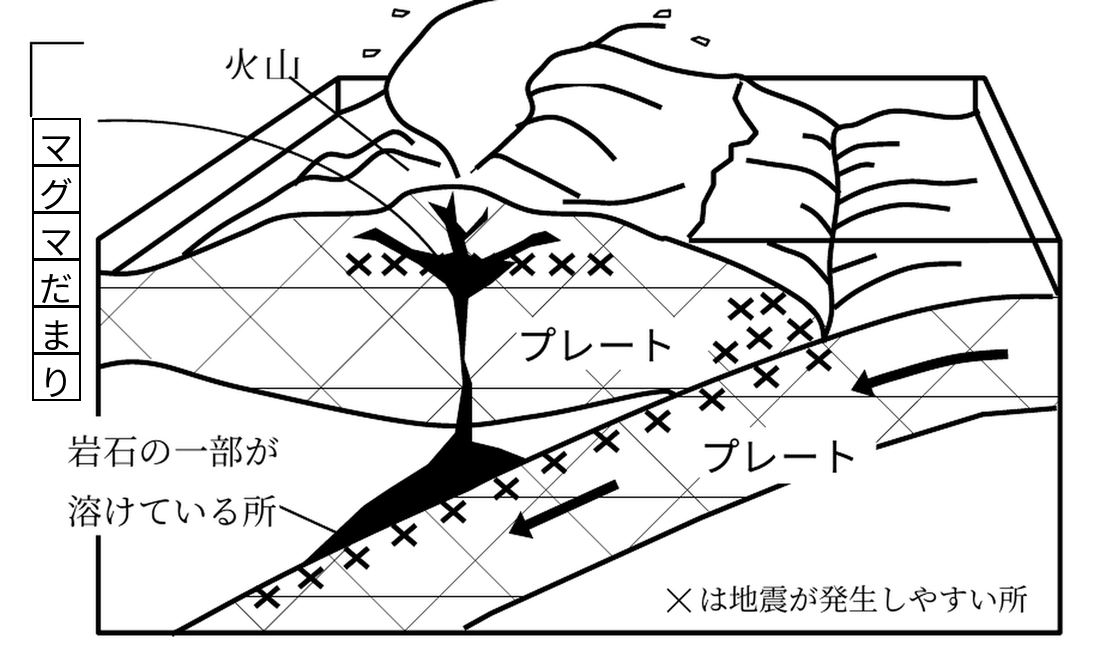 火山
マグマだまり
プレート
プレート
岩石の一部が
溶けている所
×は地震が発生しやすい所